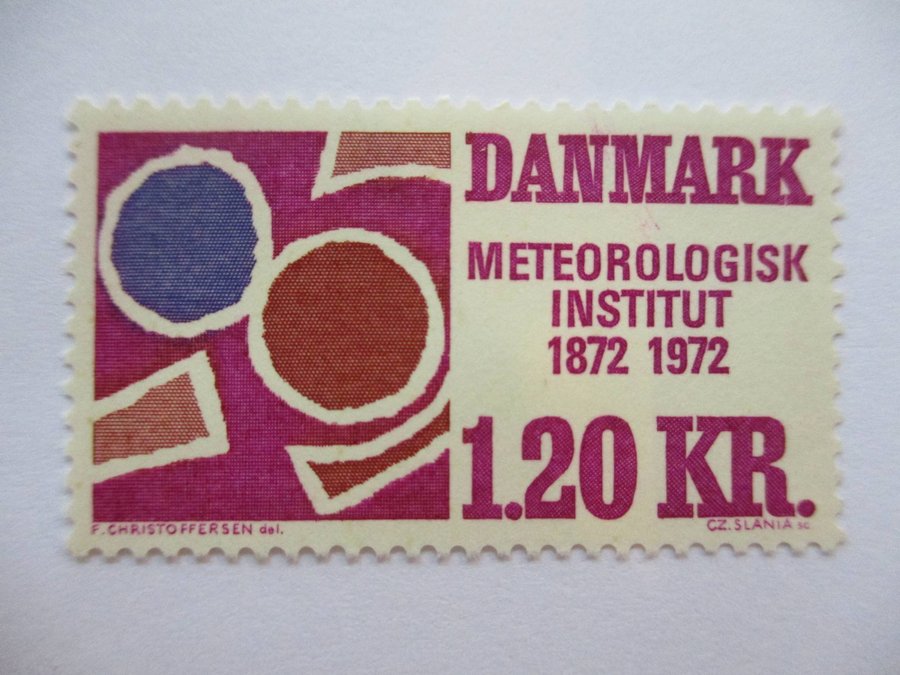 DANMARK
METEOROLOGISK
INSTITUT
1872 1972
1.20 KR.
F. CHRISTOFFERSEN del.
CZ. SLANIA sc.